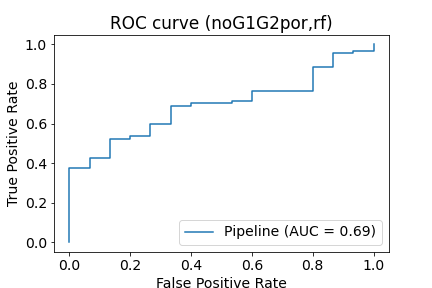 ROC curve (noG1G2por,rf)
True Positive Rate
1.0
0.8
0.6
0.4
0.2
0.0
Pipeline (AUC = 0.69)
0.0 0.2 0.4 0.6 0.8 1.0
False Positive Rate